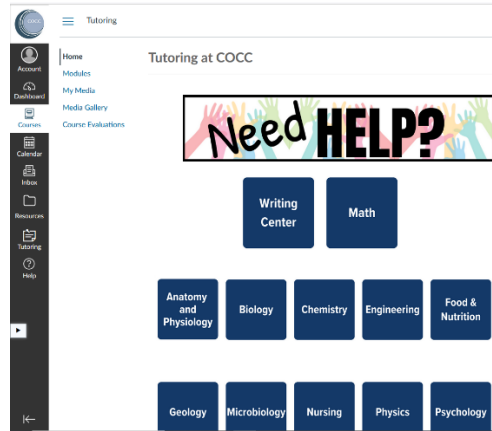 COCC
Tutoring
Account
Dashboard
Courses
Calendar
Inbox
Resources
Tutoring
Help
Home
Modules
My Media
Media Gallery
Course Evaluations
Tutoring at COCC
Need HELP?
Writing
Center
Math
Anatomy
and
Physiology
Biology
Chemistry
Engineering
Food &
Nutrition
Geology
Microbiology
Nursing
Physics
Psychology